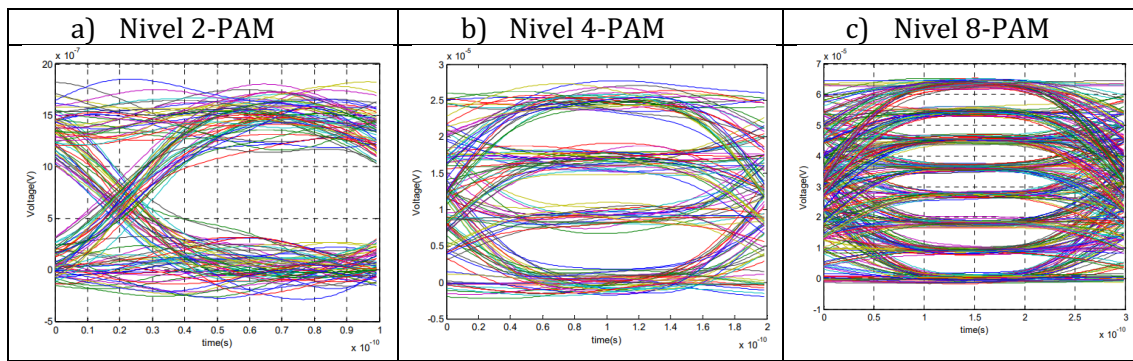 a) Nivel 2-PAM
x 10^-7
20
15
10
5
0
-5
Voltage(V)
0 0.1 0.2 0.3 0.4 0.5 0.6 0.7 0.8 0.9 1
time(s)
x 10^-10
b) Nivel 4-PAM
x 10^-5
3
2.5
2
1.5
1
0.5
0
-0.5
Voltage(V)
0 0.2 0.4 0.6 0.8 1 1.2 1.4 1.6 1.8 2
time(s)
x 10^-10
c) Nivel 8-PAM
x 10^-5
7
6
5
4
3
2
1
0
-1
Voltage(V)
0 0.5 1 1.5 2 2.5 3
time(s)
x 10^-10